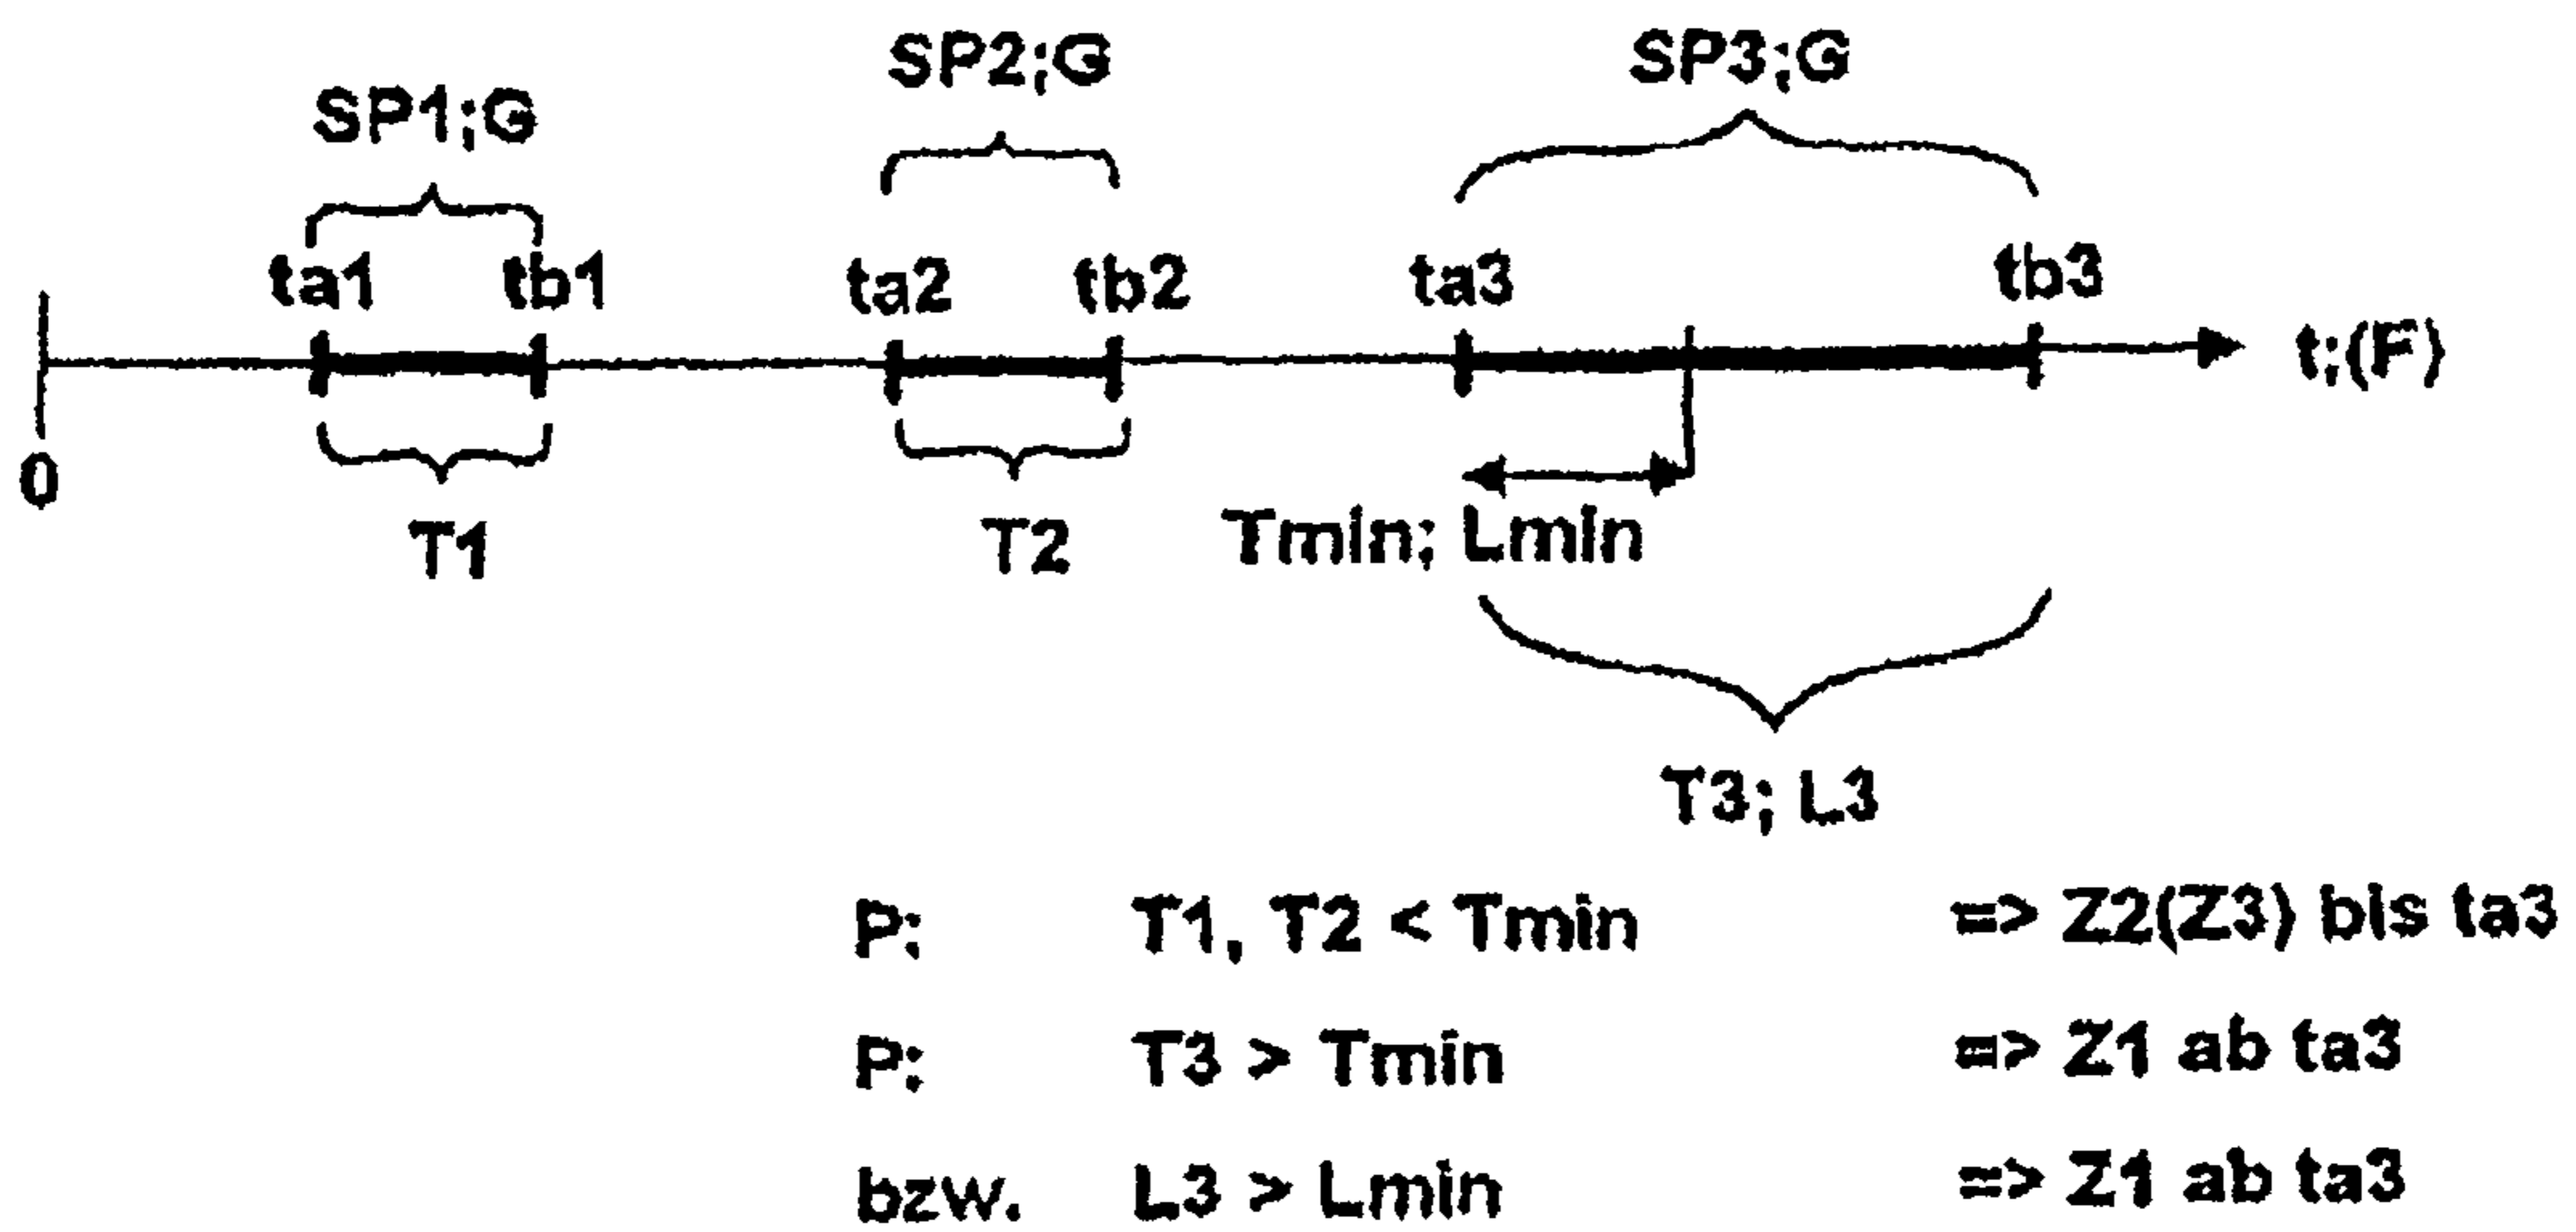 SP1;G SP2;G SP3;G
ta1 tb1 ta2 tb2 ta3 tb3
t;(F)
0
T1 T2 Tmin; Lmin
T3; L3
P: T1, T2 < Tmin => Z2(Z3) bis ta3
P: T3 > Tmin => Z1 ab ta3
bzw. L3 > Lmin => Z1 ab ta3